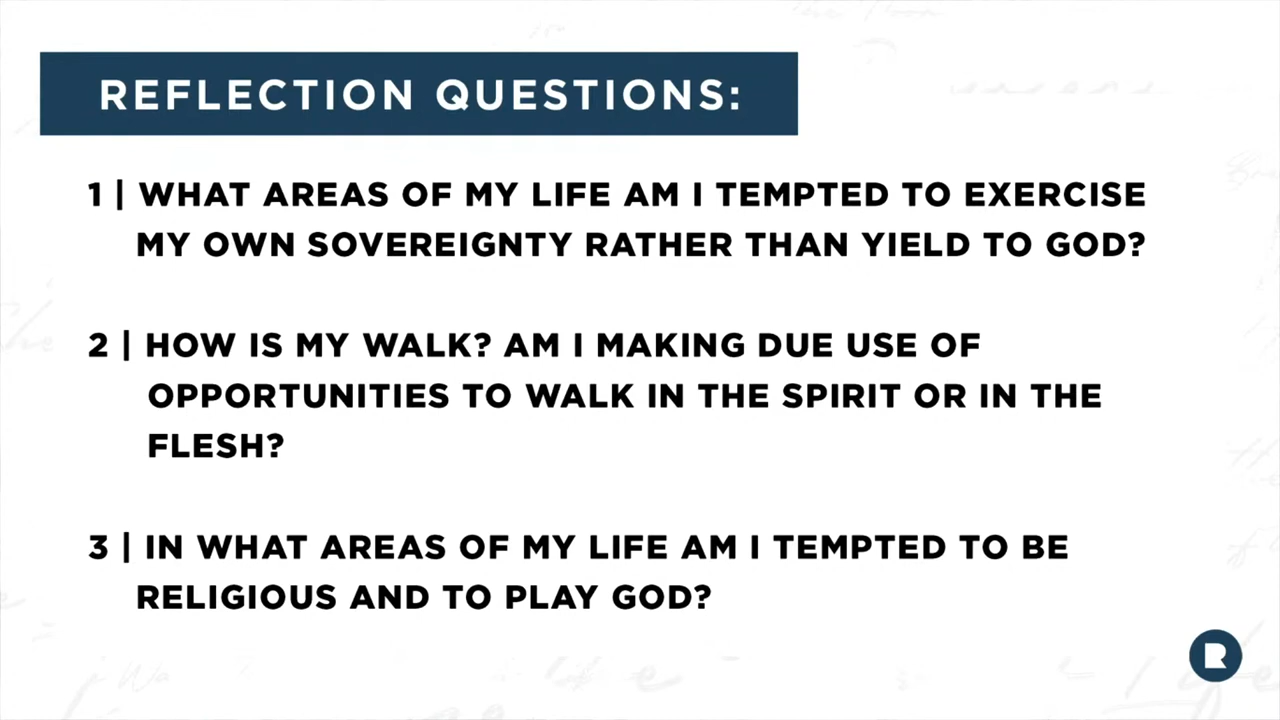 REFLECTION QUESTIONS:
1 | WHAT AREAS OF MY LIFE AM I TEMPTED TO EXERCISE
MY OWN SOVEREIGNTY RATHER THAN YIELD TO GOD?
2 | HOW IS MY WALK? AM I MAKING DUE USE OF
OPPORTUNITIES TO WALK IN THE SPIRIT OR IN THE
FLESH?
3 | IN WHAT AREAS OF MY LIFE AM I TEMPTED TO BE
RELIGIOUS AND TO PLAY GOD?
R